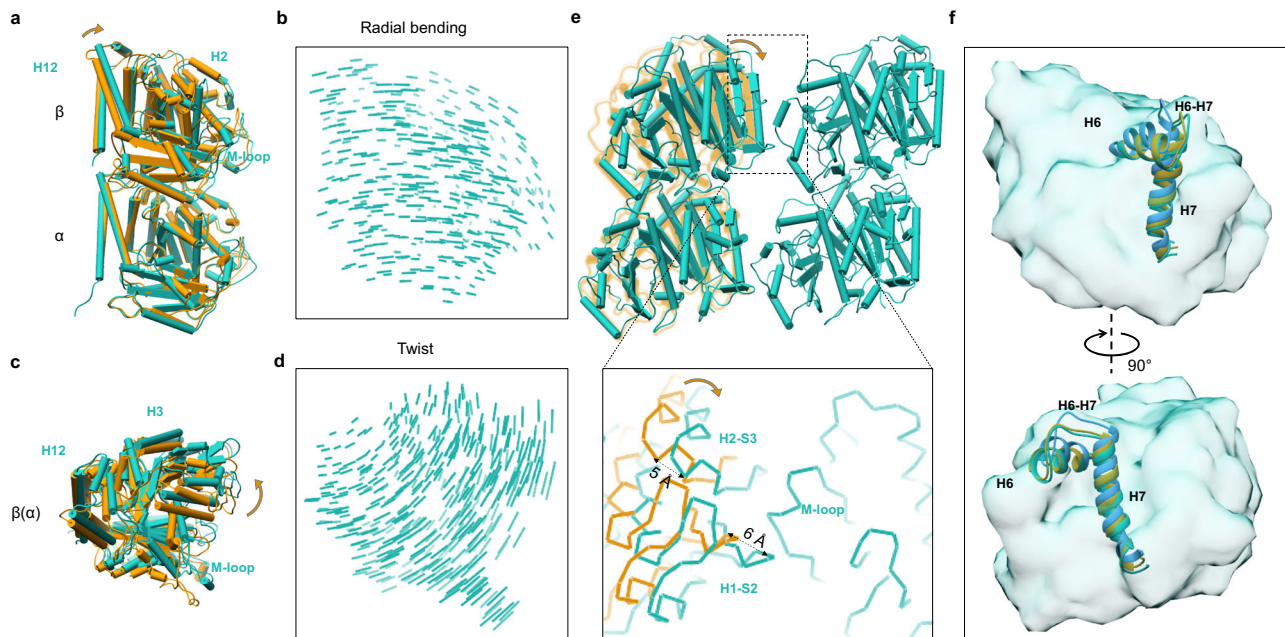 a
H12
H2
β
M-loop
α
b
Radial bending
c
H3
H12
β(α)
M-loop
d
Twist
e
H2-S3
5 Å
M-loop
6 Å
H1-S2
f
H6-H7
H6
H7
90°
H6-H7
H6
H7